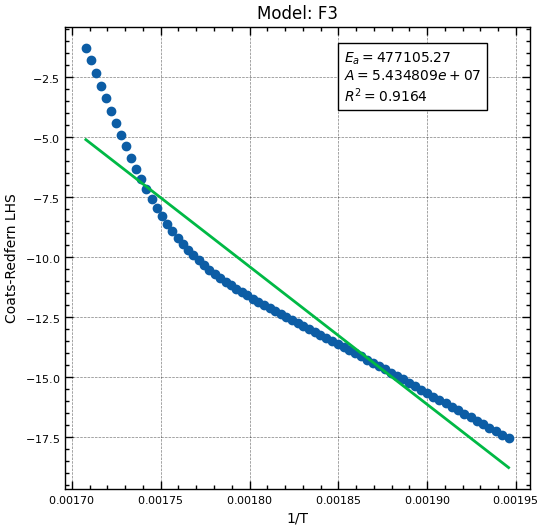 Model: F3
Eₐ = 477105.27
A = 5.434809e + 07
R² = 0.9164
Coats-Redfern LHS
−2.5
−5.0
−7.5
−10.0
−12.5
−15.0
−17.5
0.00170 0.00175 0.00180 0.00185 0.00190 0.00195
1/T